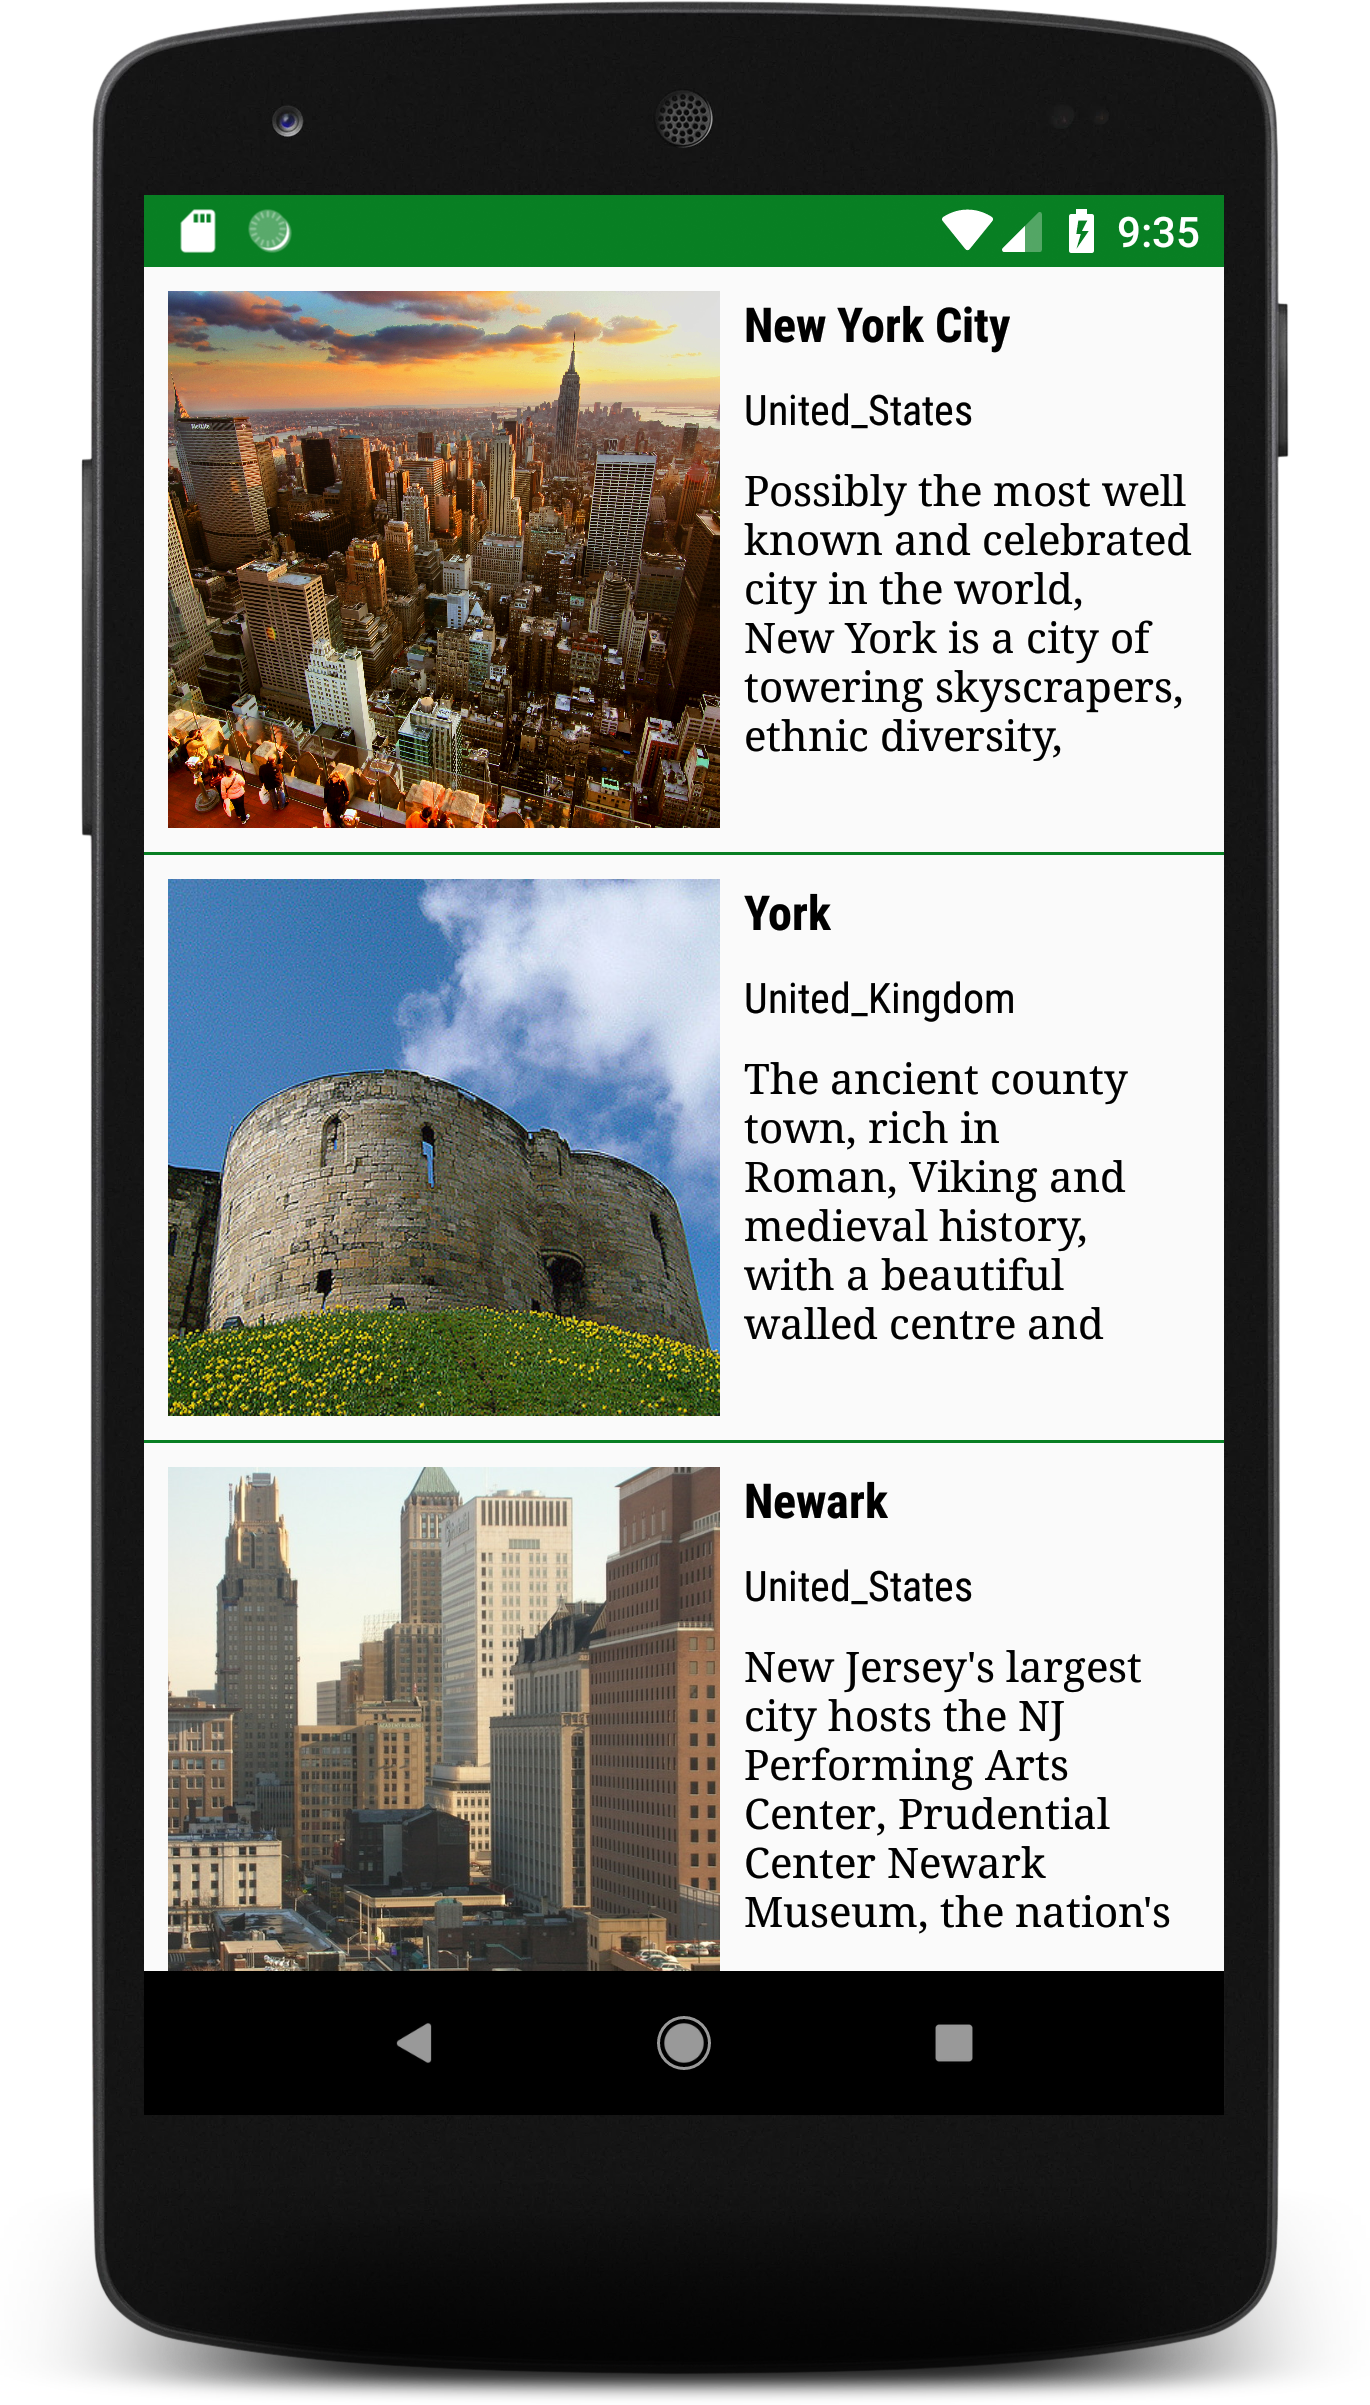 9:35
New York City
United_States
Possibly the most well
known and celebrated
city in the world,
New York is a city of
towering skyscrapers,
ethnic diversity,
MetLife
York
United_Kingdom
The ancient county
town, rich in
Roman, Viking and
medieval history,
with a beautiful
walled centre and
Newark
United_States
New Jersey's largest
city hosts the NJ
Performing Arts
Center, Prudential
Center Newark
Museum, the nation's